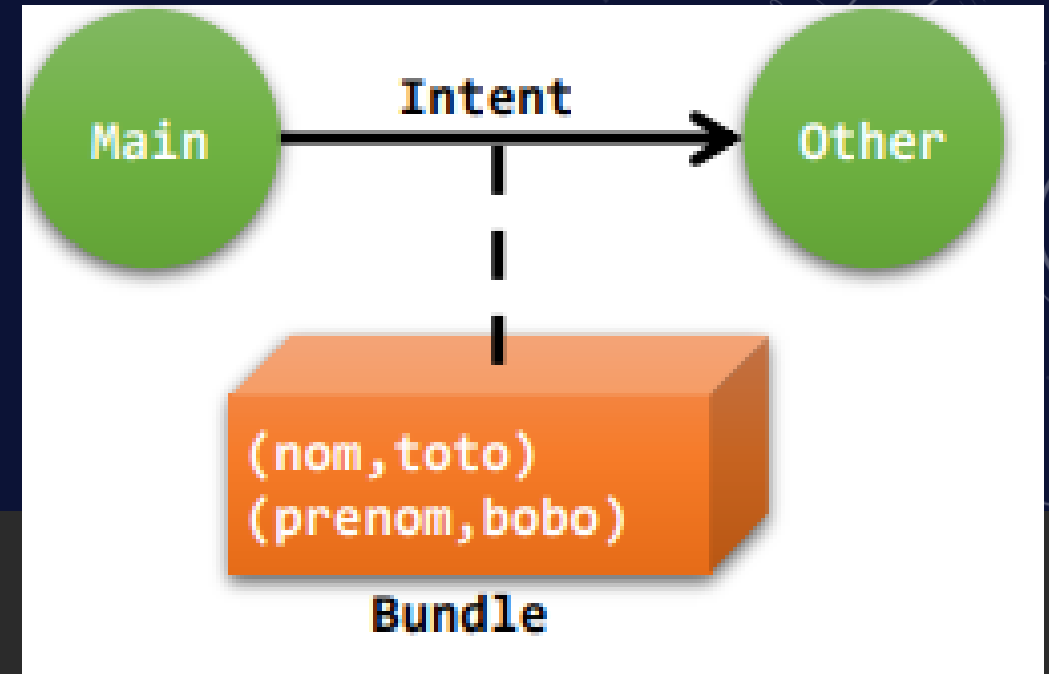 Intent
Main
Other
(nom,toto)
(prenom,bobo)
Bundle